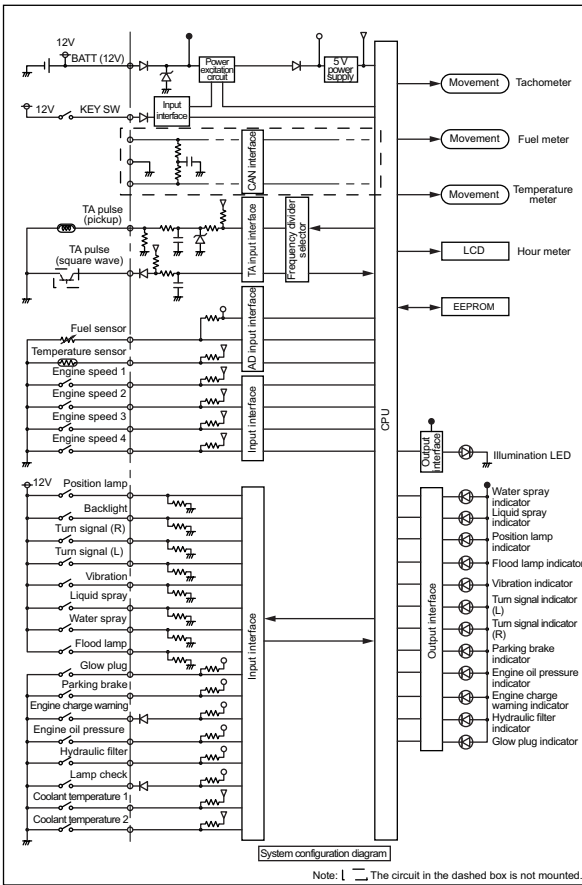 12V
BATT (12V)
Power
excitation
circuit
5 V
power
supply
12V
KEY SW
Input
interface
CAN interface
TA pulse
(pickup)
TA pulse
(square wave)
TA input interface
Frequency divider
selector
Fuel sensor
Temperature sensor
AD input interface
Engine speed 1
Engine speed 2
Engine speed 3
Engine speed 4
Input interface
CPU
Movement
Tachometer
Movement
Fuel meter
Movement
Temperature
meter
LCD
Hour meter
EEPROM
Output
interface
Illumination LED
12V
Position lamp
Backlight
Turn signal (R)
Turn signal (L)
Vibration
Liquid spray
Water spray
Flood lamp
Glow plug
Parking brake
Engine charge warning
Engine oil pressure
Hydraulic filter
Lamp check
Coolant temperature 1
Coolant temperature 2
Input interface
Output interface
Water spray
indicator
Liquid spray
indicator
Position lamp
indicator
Flood lamp indicator
Vibration indicator
Turn signal indicator
(L)
Turn signal indicator
(R)
Parking brake
indicator
Engine oil pressure
indicator
Engine charge
warning indicator
Hydraulic filter
indicator
Glow plug indicator
System configuration diagram
Note: The circuit in the dashed box is not mounted.